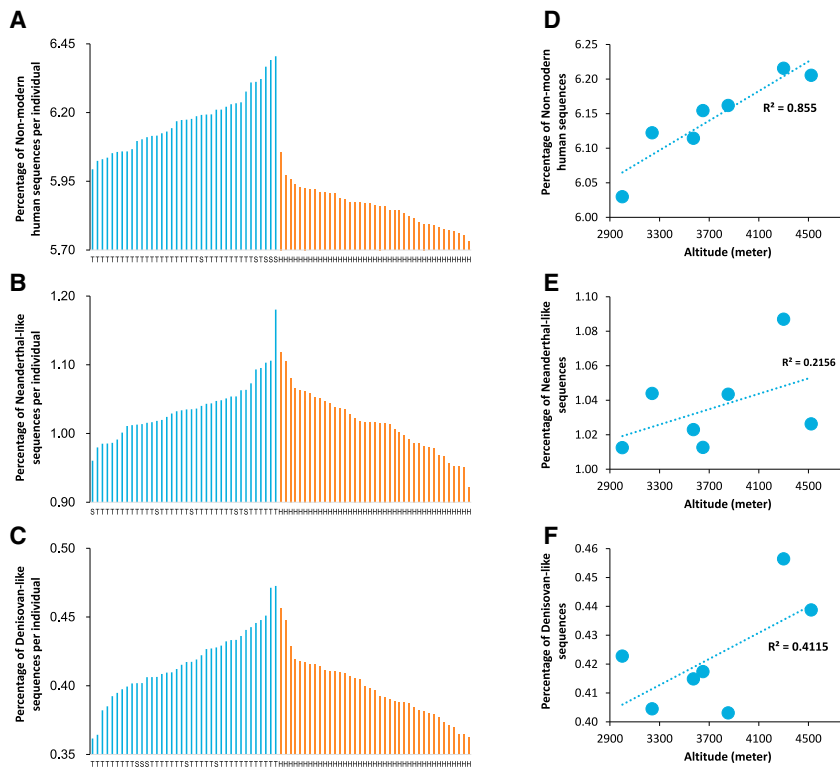 A
Percentage of Non-modern
human sequences per individual
6.45
6.20
5.95
5.70
B
Percentage of Neanderthal-like
sequences per individual
1.20
1.10
1.00
0.90
C
Percentage of Denisovan-like
sequences per individual
0.50
0.45
0.40
0.35
D
Percentage of Non-modern
human sequences
6.25
6.20
6.15
6.10
6.05
6.00
R² = 0.855
2900 3300 3700 4100 4500
Altitude (meter)
E
Percentage of Neanderthal-like
sequences
1.10
1.08
1.06
1.04
1.02
1.00
R² = 0.2156
2900 3300 3700 4100 4500
Altitude (meter)
F
Percentage of Denisovan-like
sequences
0.46
0.45
0.44
0.43
0.42
0.41
0.40
R² = 0.4115
2900 3300 3700 4100 4500
Altitude (meter)